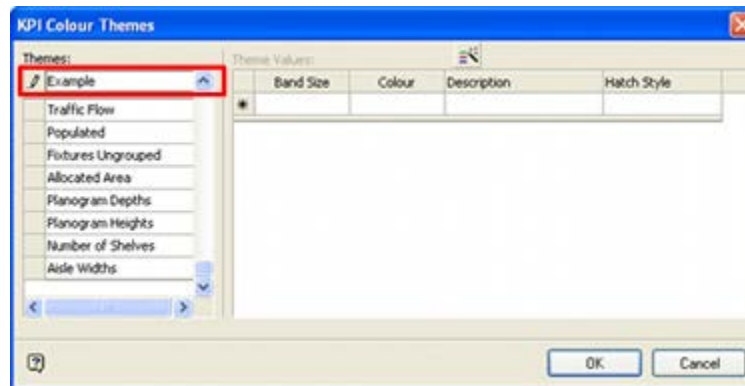 KPI Colour Themes
Themes:
Example
Traffic Flow
Populated
Fixtures Ungrouped
Allocated Area
Planogram Depths
Planogram Heights
Number of Shelves
Aisle Widths
Theme Values:
Band Size Colour Description Hatch Style
OK Cancel